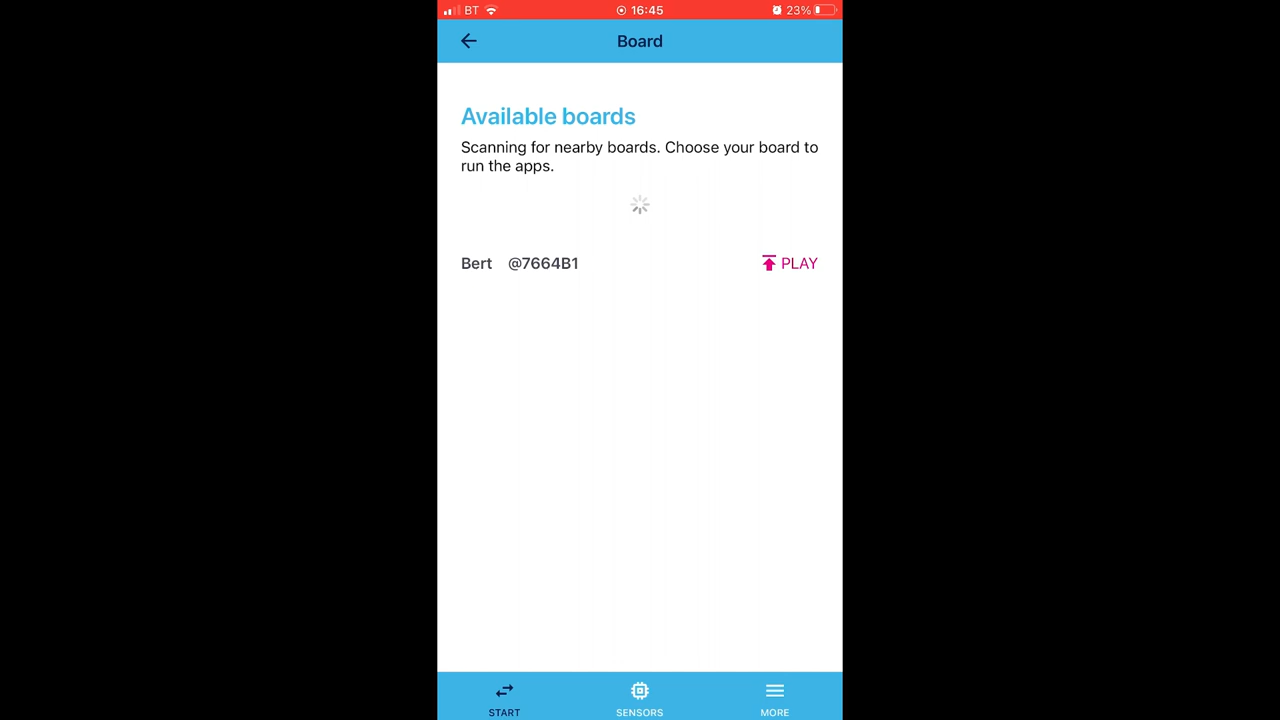 BT 16:45 23%
Board
Available boards
Scanning for nearby boards. Choose your board to
run the apps.
Bert @7664B1 PLAY
START SENSORS MORE